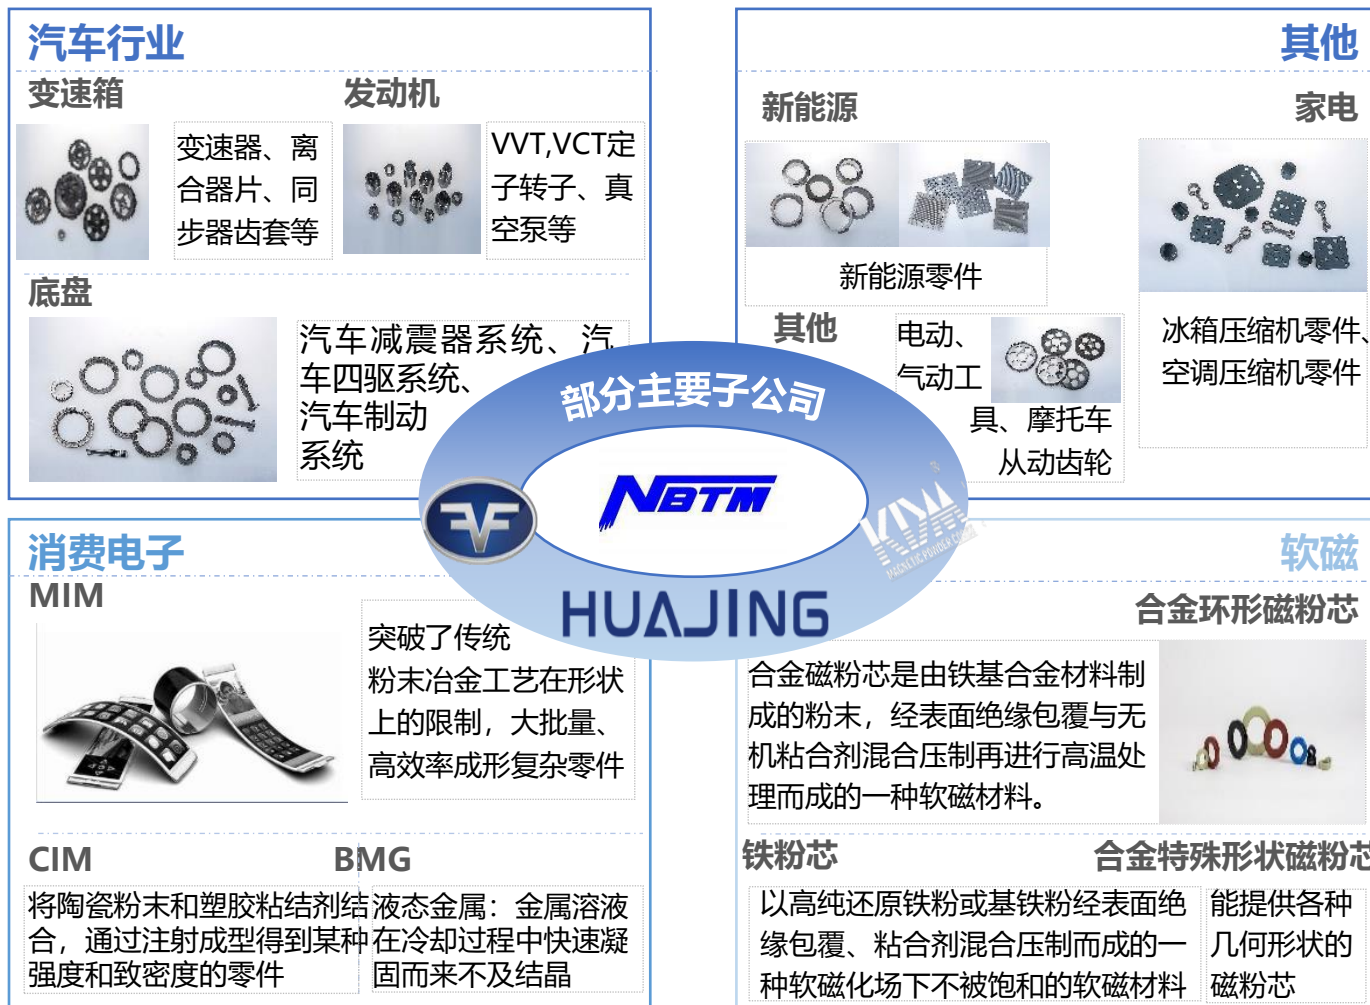 汽车行业
变速箱
发动机
变速器、离
合器片、同
步器齿套等
VVT,VCT定
子转子、真
空泵等
底盘
汽车减震器系统、汽
车四驱系统、
汽车制动
系统
其他
新能源
家电
新能源零件
冰箱压缩机零件、
空调压缩机零件
其他
电动、
气动工
具、摩托车
从动齿轮
部分主要子公司
NBTM
KDM
MAGNETIC POWDER CORES
HUAJING
消费电子
MIM
突破了传统
粉末冶金工艺在形状
上的限制，大批量、
高效率成形复杂零件
CIM
将陶瓷粉末和塑胶粘结剂结
合，通过注射成型得到某种
强度和致密度的零件
BMG
液态金属：金属溶液
在冷却过程中快速凝
固而来不及结晶
软磁
合金环形磁粉芯
合金磁粉芯是由铁基合金材料制
成的粉末，经表面绝缘包覆与无
机粘合剂混合压制再进行高温处
理而成的一种软磁材料。
铁粉芯
以高纯还原铁粉或基铁粉经表面绝
缘包覆、粘合剂混合压制而成的一
种软磁化场下不被饱和的软磁材料
合金特殊形状磁粉芯
能提供各种
几何形状的
磁粉芯